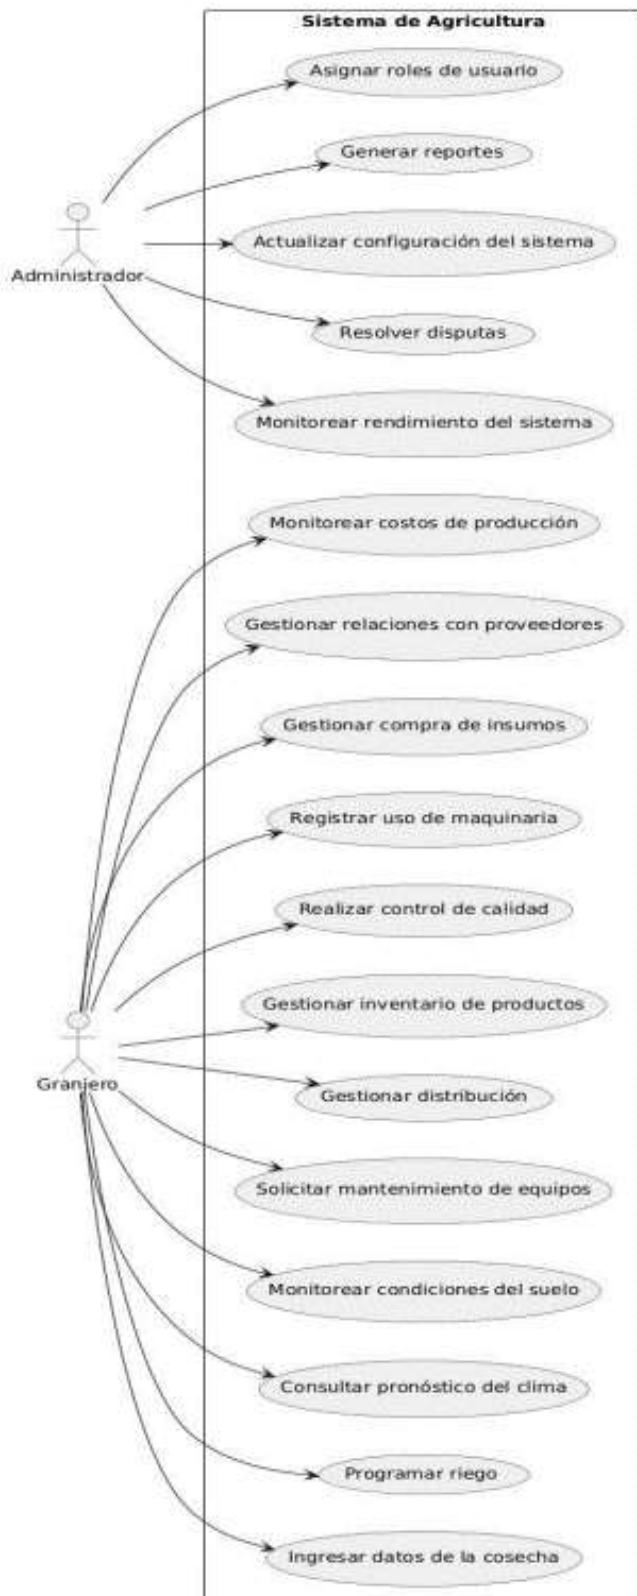 Sistema de Agricultura
Asignar roles de usuario
Generar reportes
Actualizar configuración del sistema
Administrador
Resolver disputas
Monitorear rendimiento del sistema
Monitorear costos de producción
Gestionar relaciones con proveedores
Gestionar compra de insumos
Registrar uso de maquinaria
Realizar control de calidad
Gestionar inventario de productos
Granjero
Gestionar distribución
Solicitar mantenimiento de equipos
Monitorear condiciones del suelo
Consultar pronóstico del clima
Programar riego
Ingresar datos de la cosecha